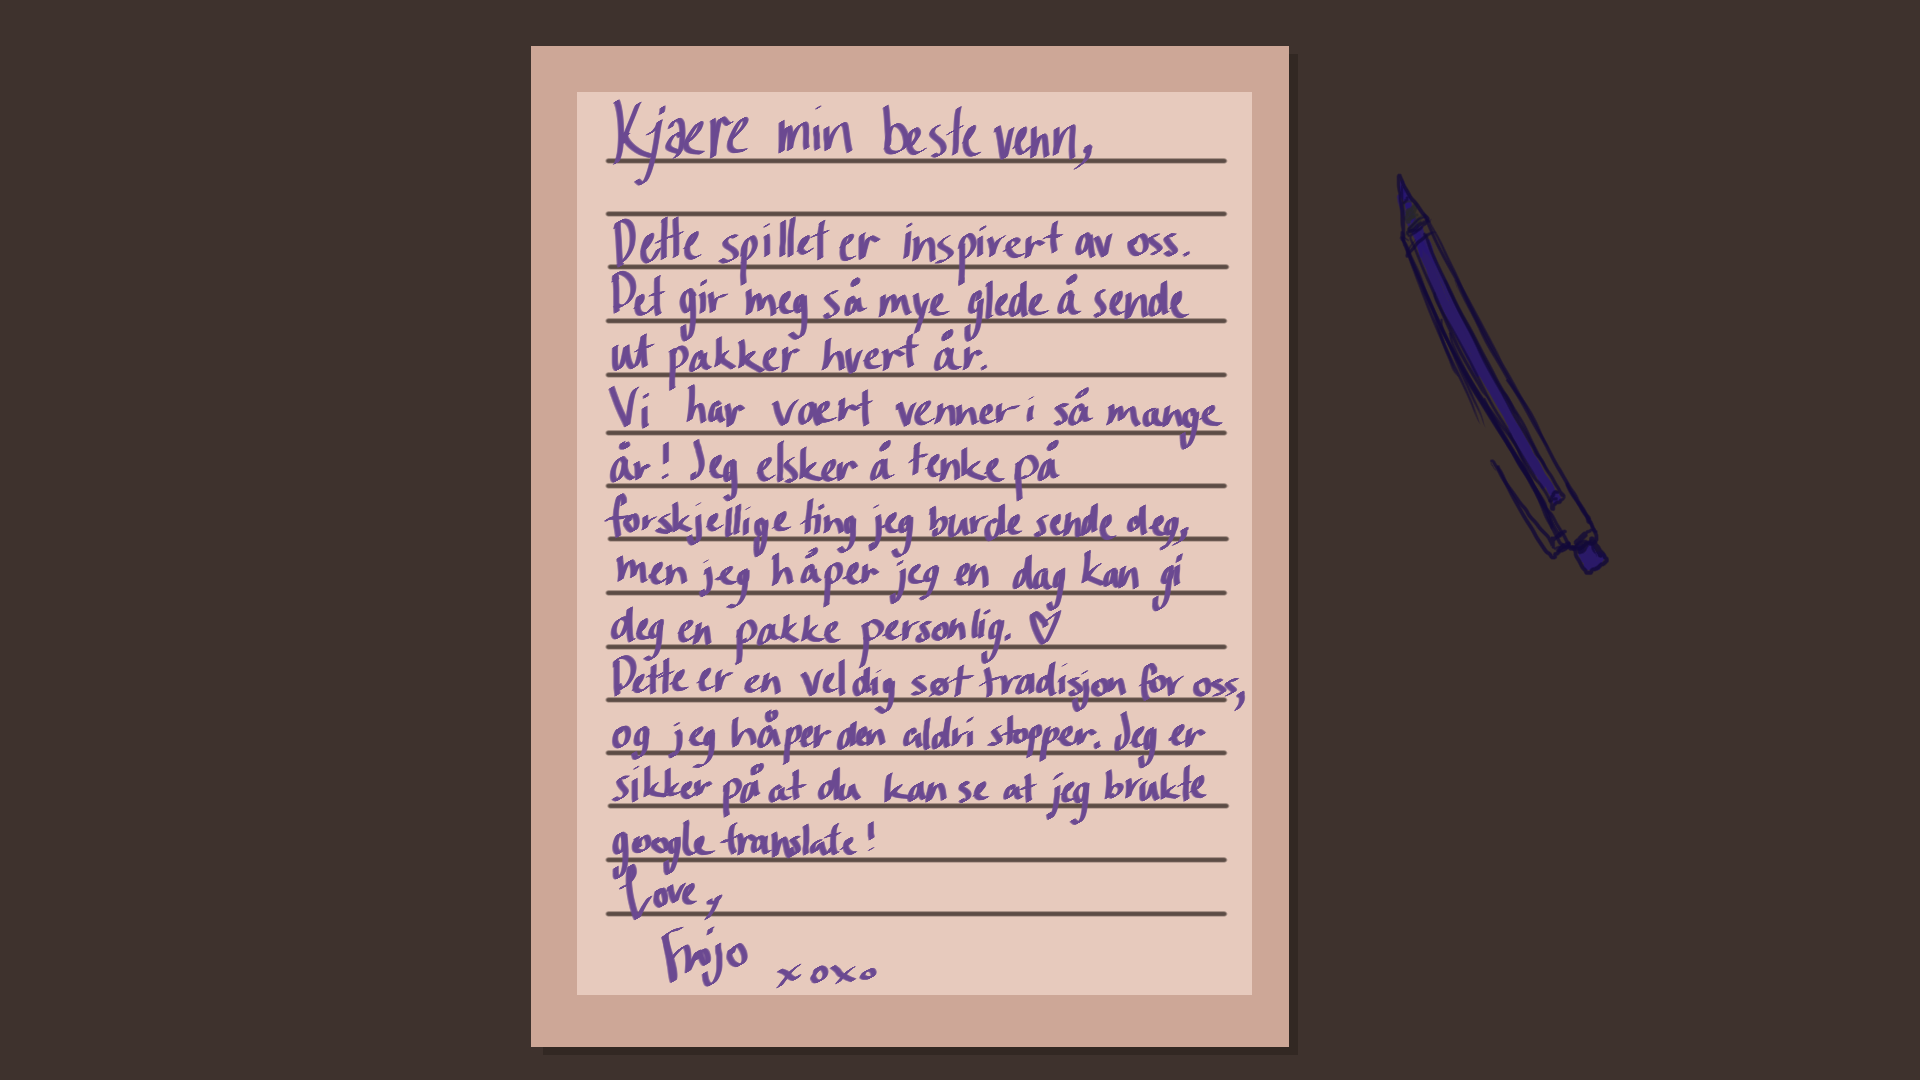 Kjære min beste venn,
Dette spillet er inspirert av oss.
Det gir meg så mye glede å sende
ut pakker hvert år.
Vi har vært venner i så mange
år! Jeg elsker å tenke på
forskjellige ting jeg burde sende deg,
men jeg håper jeg en dag kan gi
deg en pakke personlig. ♡
Dette er en veldig søt tradisjon for oss,
og jeg håper den aldri stopper. Jeg er
sikker på at du kan se at jeg brukte
google translate!
Love,
xoxo